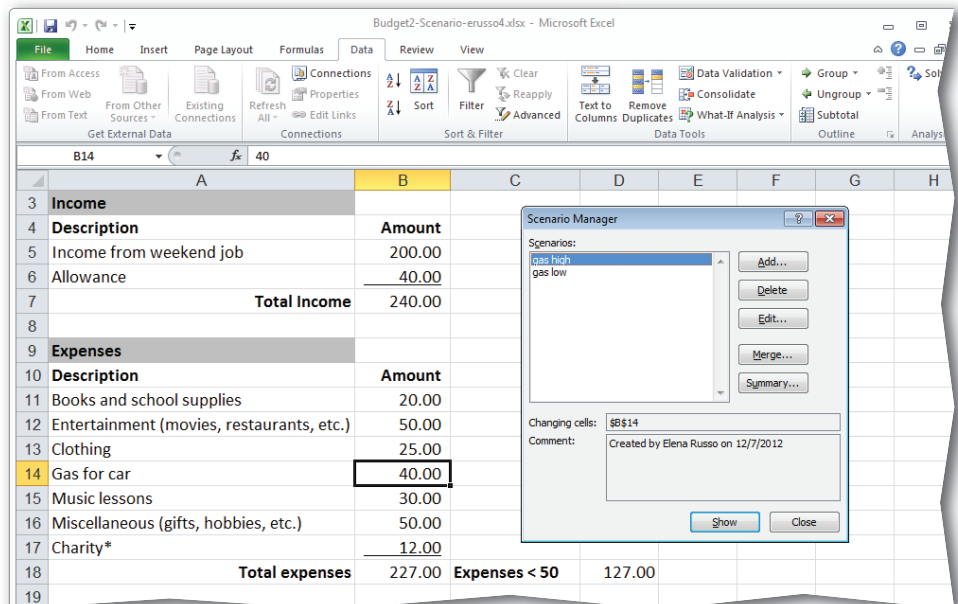 Budget2-Scenario-erusso4.xlsx - Microsoft Excel
File Home Insert Page Layout Formulas Data Review View
From Access
From Web
From Text
From Other Sources
Existing Connections
Get External Data
Refresh All
Connections
Properties
Edit Links
Connections
Sort
Filter
Clear
Reapply
Advanced
Sort & Filter
Text to Columns
Remove Duplicates
Data Validation
Consolidate
What-If Analysis
Data Tools
Group
Ungroup
Subtotal
Outline
B14 fx 40
A B C D E F G H
3 Income
4 Description Amount
5 Income from weekend job 200.00
6 Allowance 40.00
7 Total Income 240.00
8
9 Expenses
10 Description Amount
11 Books and school supplies 20.00
12 Entertainment (movies, restaurants, etc.) 50.00
13 Clothing 25.00
14 Gas for car 40.00
15 Music lessons 30.00
16 Miscellaneous (gifts, hobbies, etc.) 50.00
17 Charity* 12.00
18 Total expenses 227.00 Expenses < 50 127.00
19
Scenario Manager
Scenarios:
gas high
gas low
Add...
Delete
Edit...
Merge...
Summary...
Changing cells: $B$14
Comment: Created by Elena Russo on 12/7/2012
Show Close